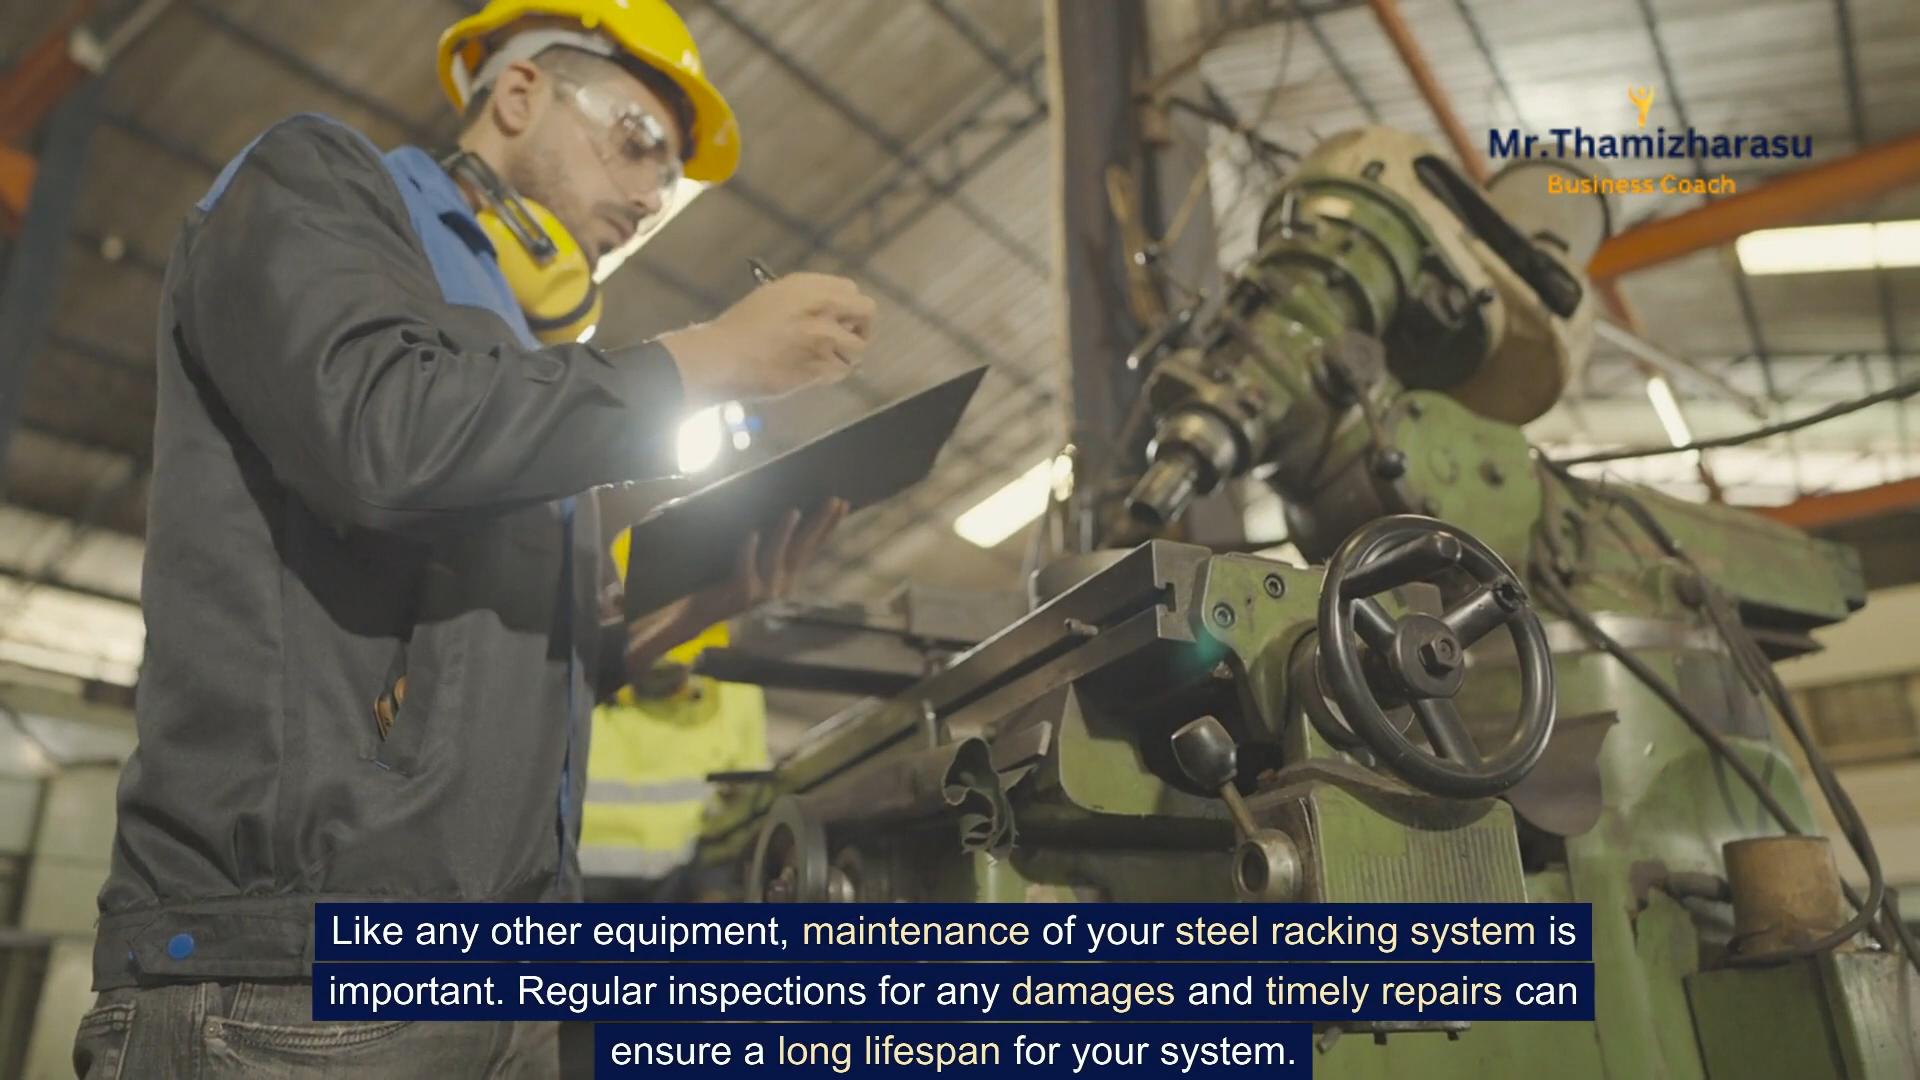 Mr.Thamizharasu
Business Coach
Like any other equipment, maintenance of your steel racking system is
important. Regular inspections for any damages and timely repairs can
ensure a long lifespan for your system.